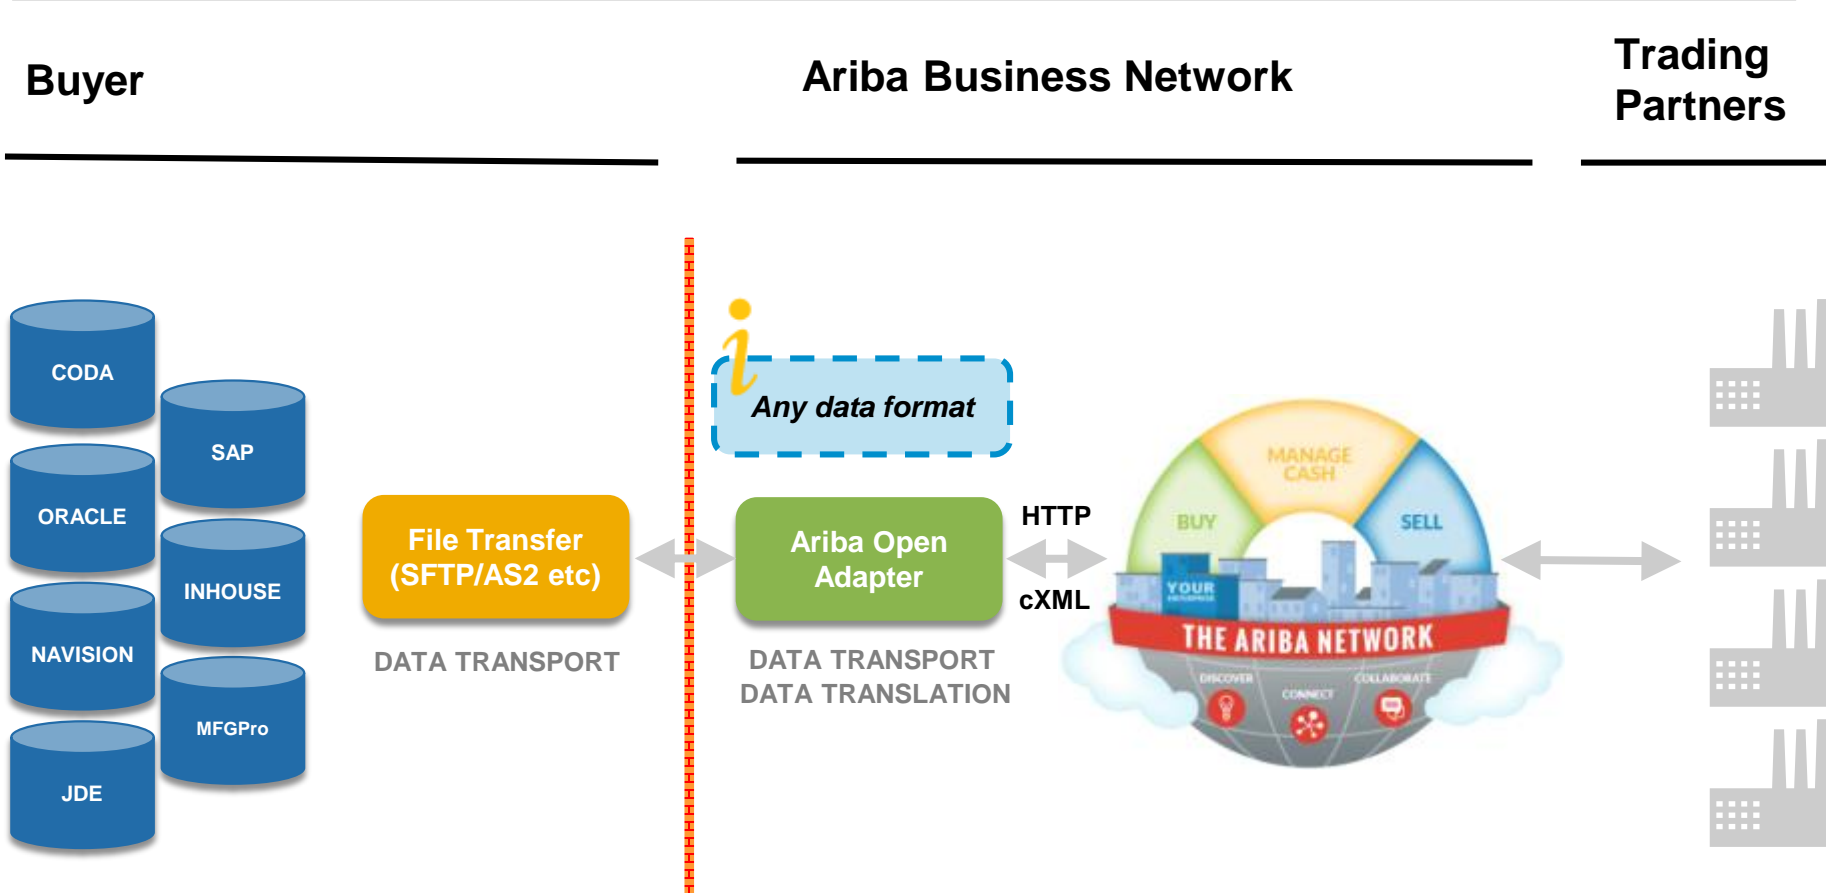 Buyer
Ariba Business Network
Trading
Partners
CODA
SAP
ORACLE
INHOUSE
NAVISION
MFGPro
JDE
File Transfer
(SFTP/AS2 etc)
DATA TRANSPORT
i
Any data format
Ariba Open
Adapter
DATA TRANSPORT
DATA TRANSLATION
HTTP
cXML
MANAGE
CASH
BUY
SELL
YOUR
ENTERPRISE
THE ARIBA NETWORK
DISCOVER
CONNECT
COLLABORATE